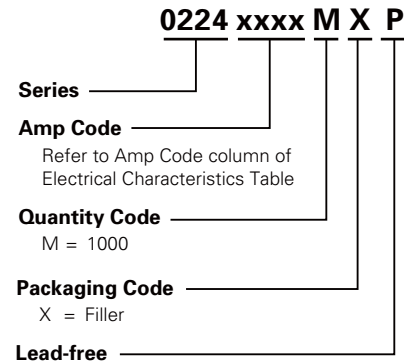 0224 xxxx M X P
Series
Amp Code
Refer to Amp Code column of
Electrical Characteristics Table
Quantity Code
M = 1000
Packaging Code
X = Filler
Lead-free